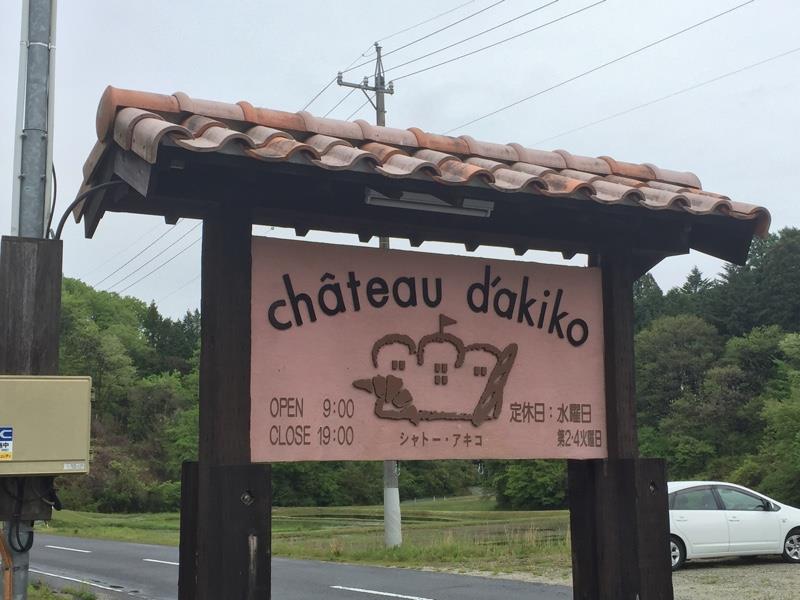 château d'akiko
OPEN 9:00
CLOSE 19:00
シャトー・アキコ
定休日：水曜日
第2・4火曜日